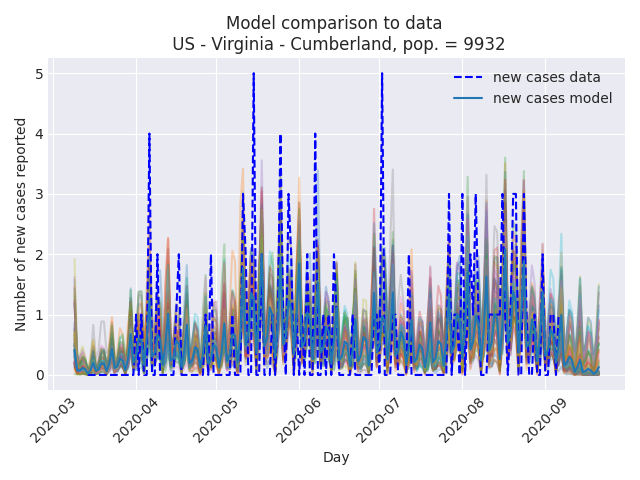 Model comparison to data
US - Virginia - Cumberland, pop. = 9932
new cases data
new cases model
Number of new cases reported
5
4
3
2
1
0
2020-03
2020-04
2020-05
2020-06
2020-07
2020-08
2020-09
Day